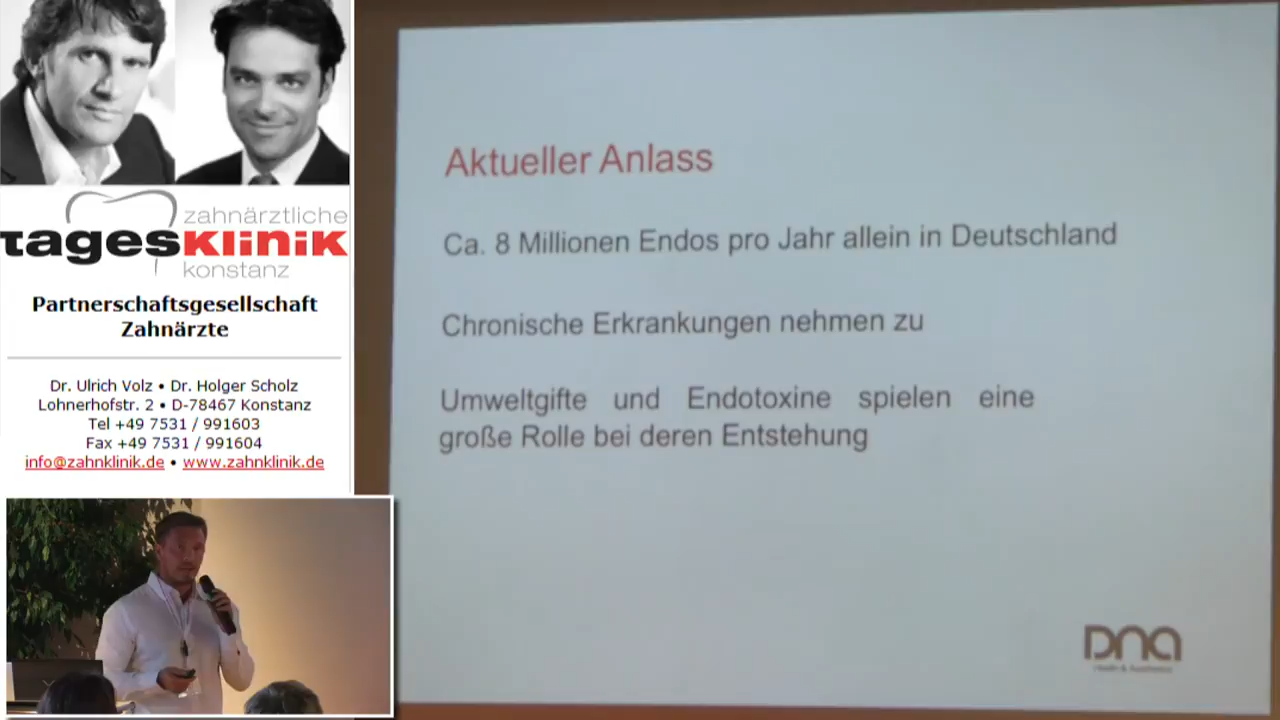 zahnärztliche
tagesklinik
konstanz
Partnerschaftsgesellschaft
Zahnärzte
Dr. Ulrich Volz • Dr. Holger Scholz
Lohnerhofstr. 2 • D-78467 Konstanz
Tel +49 7531 / 991603
Fax +49 7531 / 991604
info@zahnklinik.de • www.zahnklinik.de
Aktueller Anlass
Ca. 8 Millionen Endos pro Jahr allein in Deutschland
Chronische Erkrankungen nehmen zu
Umweltgifte und Endotoxine spielen eine
große Rolle bei deren Entstehung
DNA